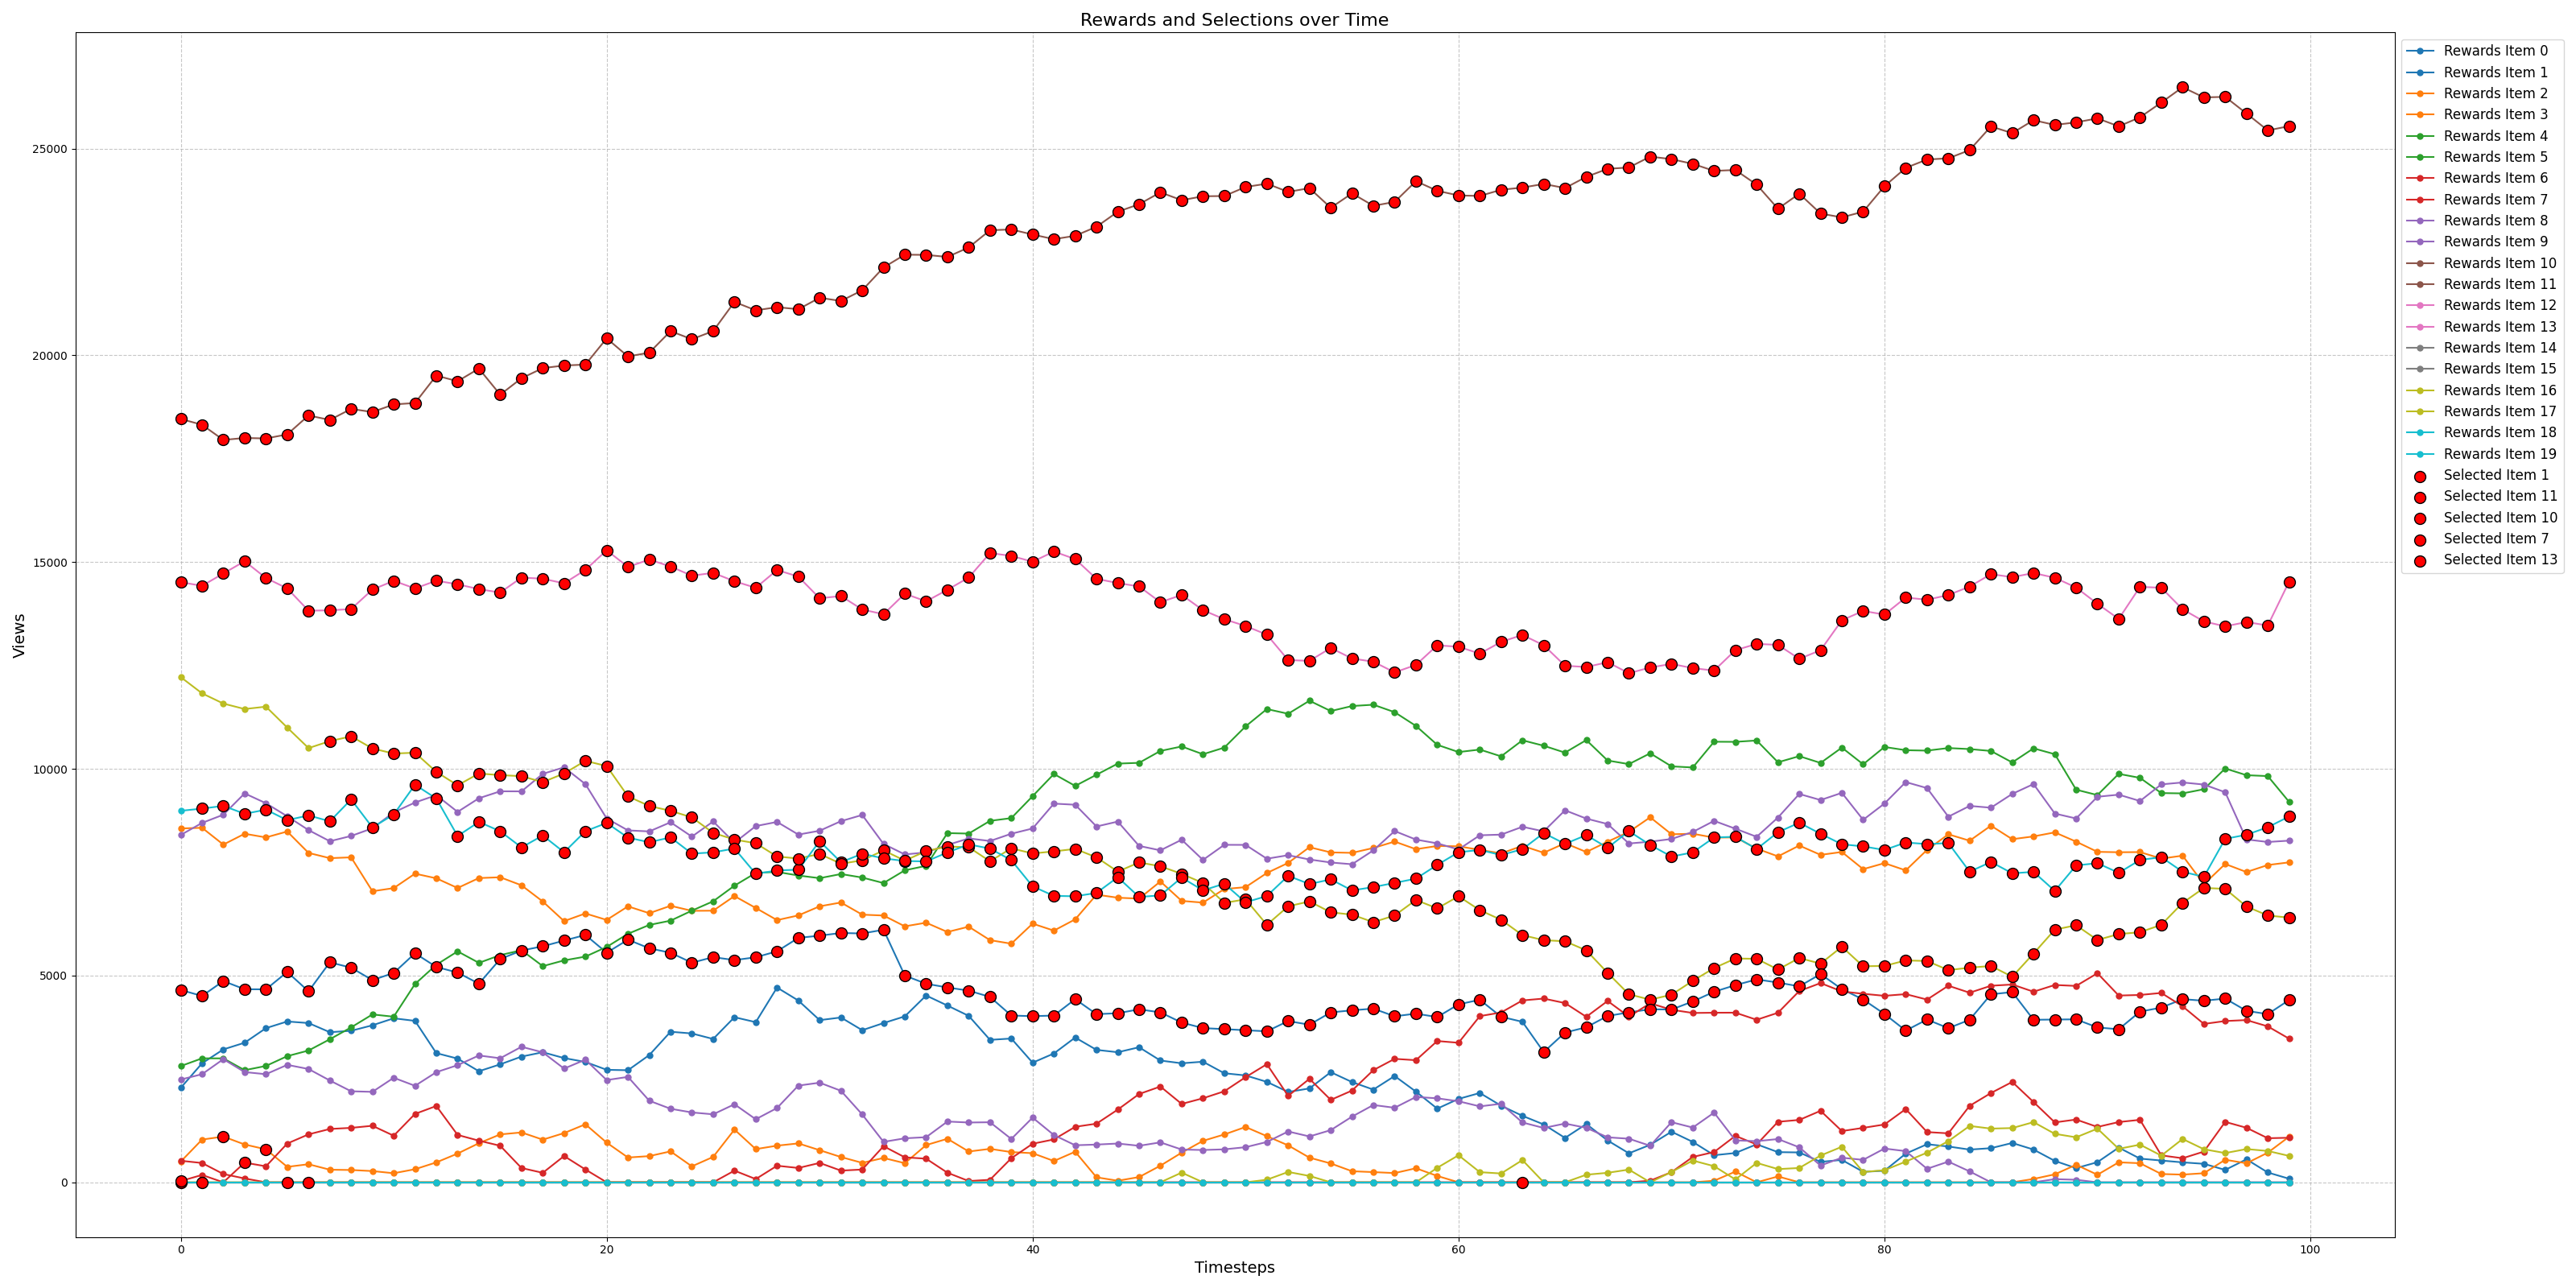 Rewards and Selections over Time
Views
25000
20000
15000
10000
5000
0
0
20
40
60
80
100
Timesteps
Rewards Item 0
Rewards Item 1
Rewards Item 2
Rewards Item 3
Rewards Item 4
Rewards Item 5
Rewards Item 6
Rewards Item 7
Rewards Item 8
Rewards Item 9
Rewards Item 10
Rewards Item 11
Rewards Item 12
Rewards Item 13
Rewards Item 14
Rewards Item 15
Rewards Item 16
Rewards Item 17
Rewards Item 18
Rewards Item 19
Selected Item 1
Selected Item 11
Selected Item 10
Selected Item 7
Selected Item 13